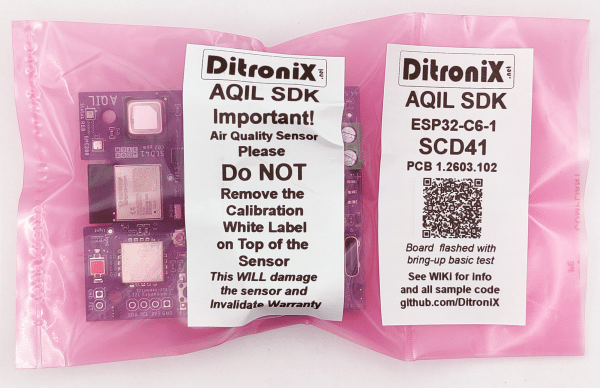 DitroniX
.net
AQIL SDK
Important!
Air Quality Sensor
Please
Do NOT
Remove the
Calibration
White Label
on Top of the
Sensor
This WILL damage
the sensor and
Invalidate Warranty
DitroniX
.net
AQIL SDK
ESP32-C6-1
SCD41
PCB 1.2603.102
Board flashed with
bring-up basic test
See WIKI for info
and all sample code
github.com/DitroniX
AQIL
SCD41